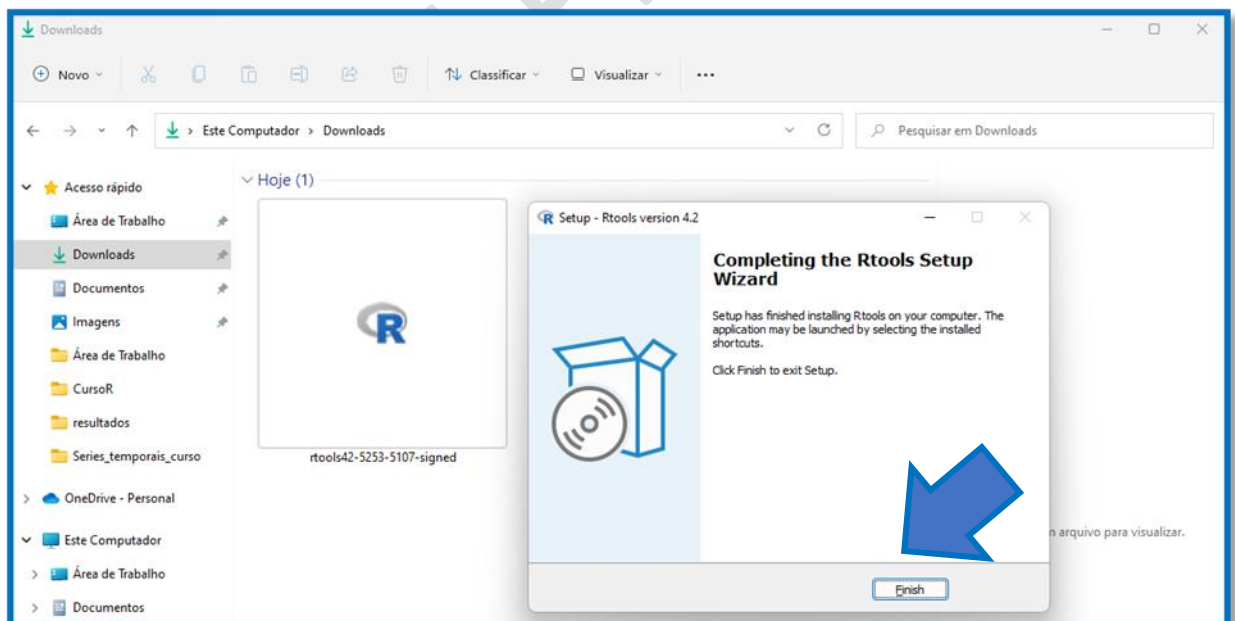 Downloads
Novo
Classificar
Visualizar
Este Computador > Downloads
Pesquisar em Downloads
Acesso rápido
Área de Trabalho
Downloads
Documentos
Imagens
Área de Trabalho
CursoR
resultados
Series_temporais_curso
OneDrive - Personal
Este Computador
Área de Trabalho
Documentos
Hoje (1)
R
rtools42-5253-5107-signed
Setup - Rtools version 4.2
Completing the Rtools Setup
Wizard
Setup has finished installing Rtools on your computer. The
application may be launched by selecting the installed
shortcuts.
Click Finish to exit Setup.
Finish
arquivo para visualizar.